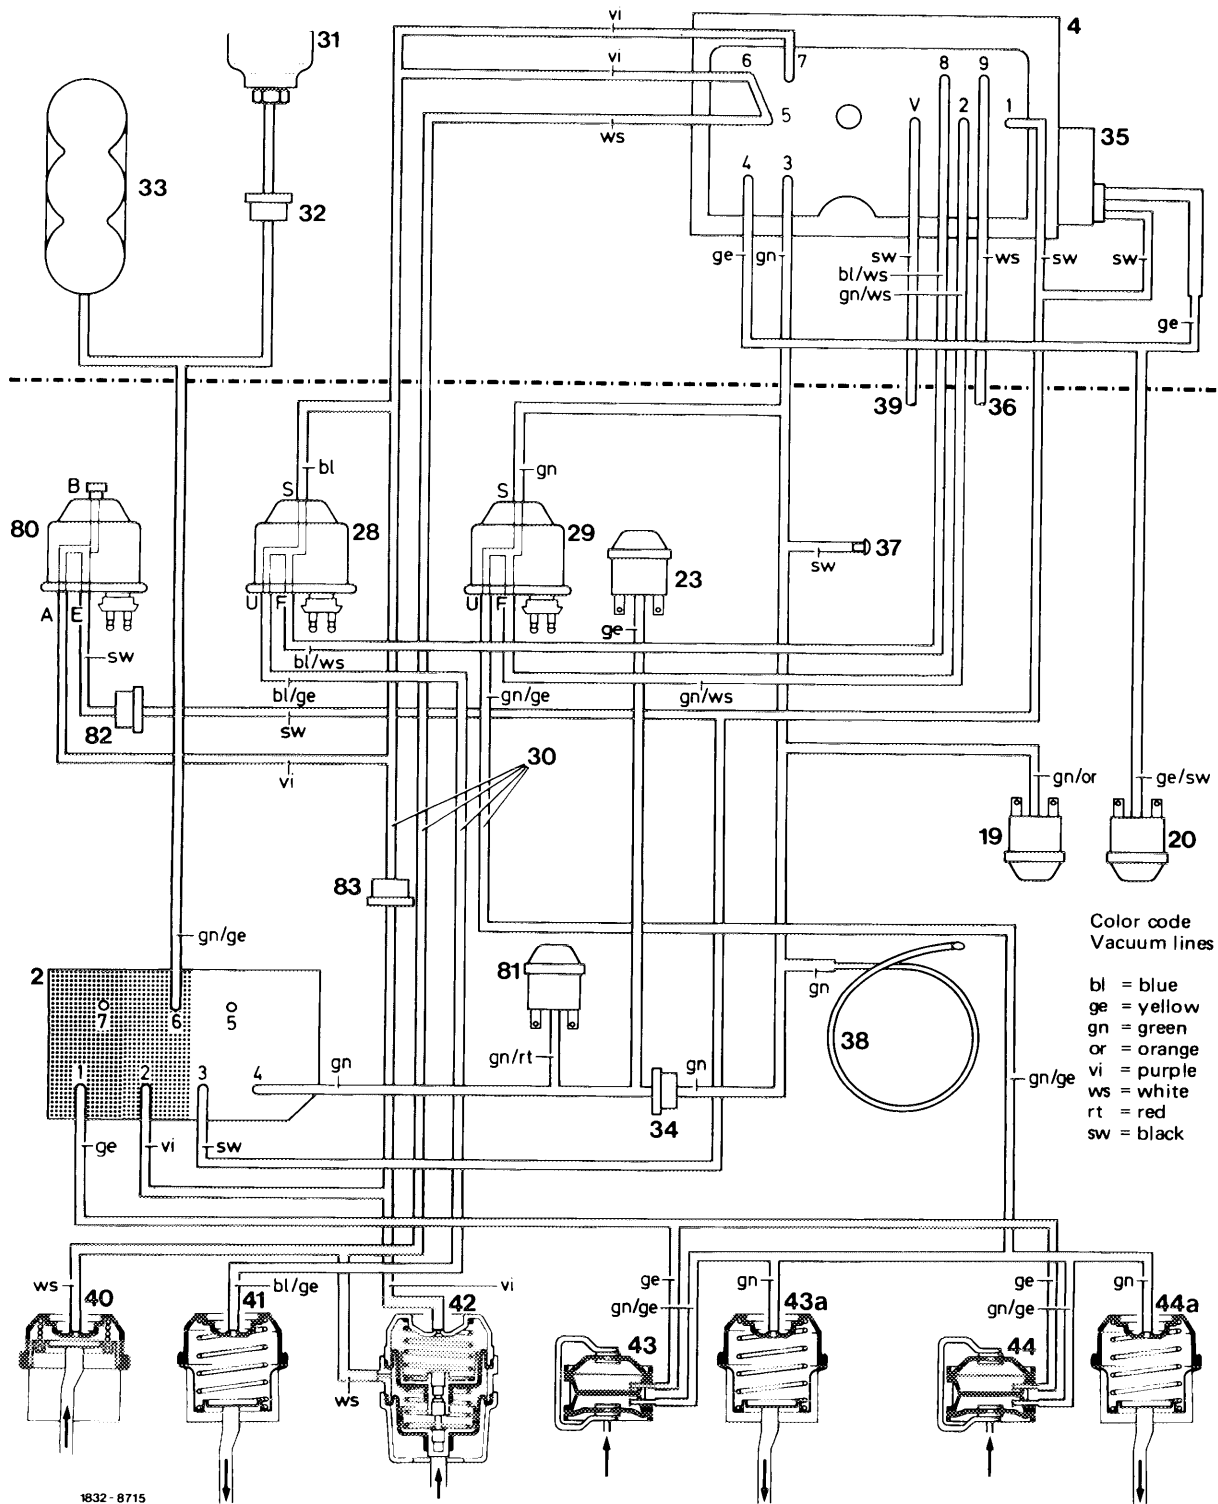 vi
31
4
vi
6
7
8
9
5
V
2
1
ws
35
33
32
4
3
ge
gn
sw
bl/ws
gn/ws
ws
sw
sw
ge
39
36
bl
gn
B
S
S
80
28
29
37
sw
23
A
E
U
F
U
F
ge
sw
bl/ws
bl/ge
gn/ge
gn/ws
82
sw
vi
30
gn/or
ge/sw
19
20
83
gn/ge
Color code
Vacuum lines
bl = blue
ge = yellow
gn = green
or = orange
vi = purple
ws = white
rt = red
sw = black
2
81
gn
7
6
5
38
1
2
3
4
gn
gn/rt
gn
gn/ge
34
ge
vi
sw
ws
40
bl/ge
41
vi
42
ge
gn/ge
gn
43a
ge
gn/ge
gn
44a
43
44
ws
1832-8715